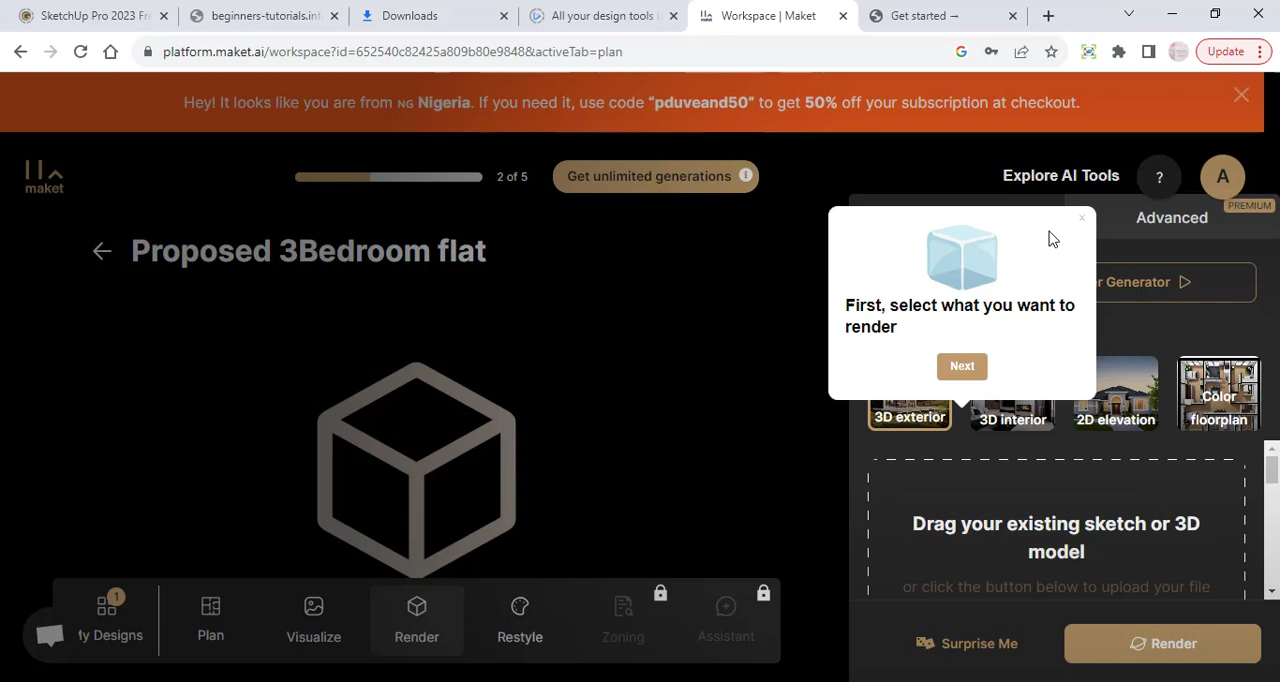 SketchUp Pro 2023 Fr
beginners-tutorials.inf
Downloads
All your design tools i
Workspace | Maket
Get started →
platform.maket.ai/workspace?id=652540c82425a809b80e9848&activeTab=plan
Update
Hey! It looks like you are from NG Nigeria. If you need it, use code “pduveand50” to get 50% off your subscription at checkout.
maket
2 of 5
Get unlimited generations
Explore AI Tools
?
A
PREMIUM
Advanced
Proposed 3Bedroom flat
r Generator
First, select what you want to
render
Next
3D exterior
3D interior
2D elevation
Color
floorplan
Drag your existing sketch or 3D
model
or click the button below to upload your file
1
y Designs
Plan
Visualize
Render
Restyle
Zoning
Assistant
Surprise Me
Render